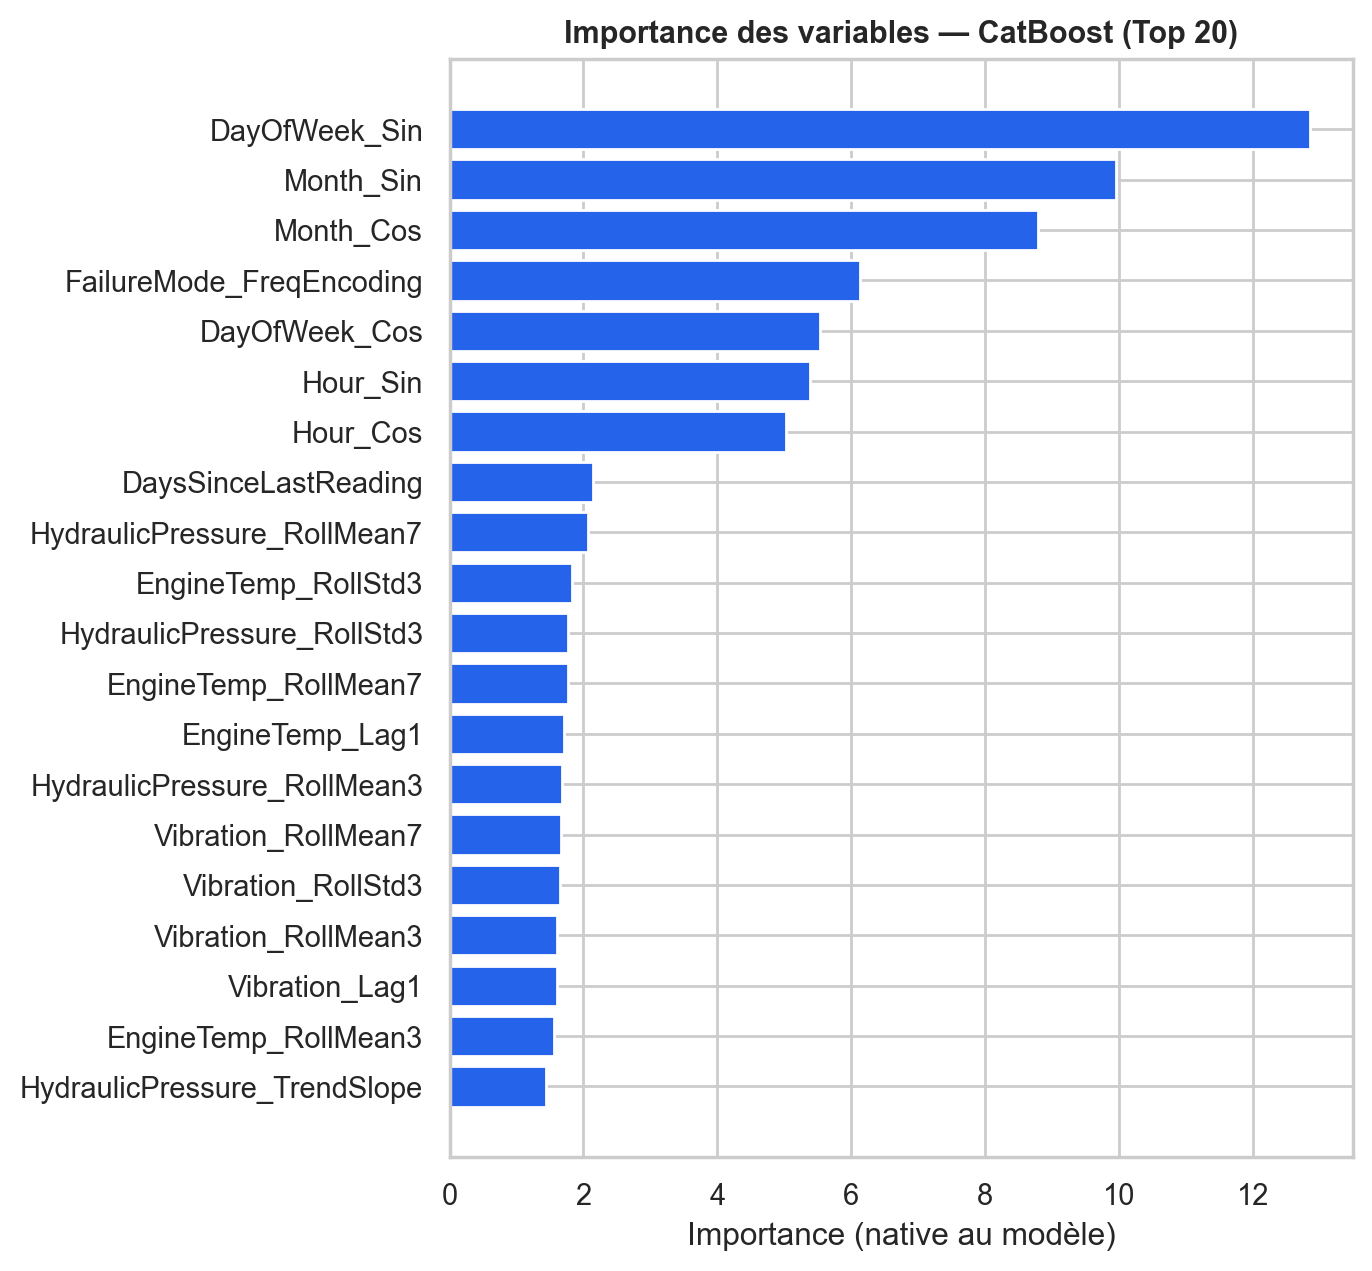 Importance des variables — CatBoost (Top 20)
DayOfWeek_Sin
Month_Sin
Month_Cos
FailureMode_FreqEncoding
DayOfWeek_Cos
Hour_Sin
Hour_Cos
DaysSinceLastReading
HydraulicPressure_RollMean7
EngineTemp_RollStd3
HydraulicPressure_RollStd3
EngineTemp_RollMean7
EngineTemp_Lag1
HydraulicPressure_RollMean3
Vibration_RollMean7
Vibration_RollStd3
Vibration_RollMean3
Vibration_Lag1
EngineTemp_RollMean3
HydraulicPressure_TrendSlope
0 2 4 6 8 10 12
Importance (native au modèle)